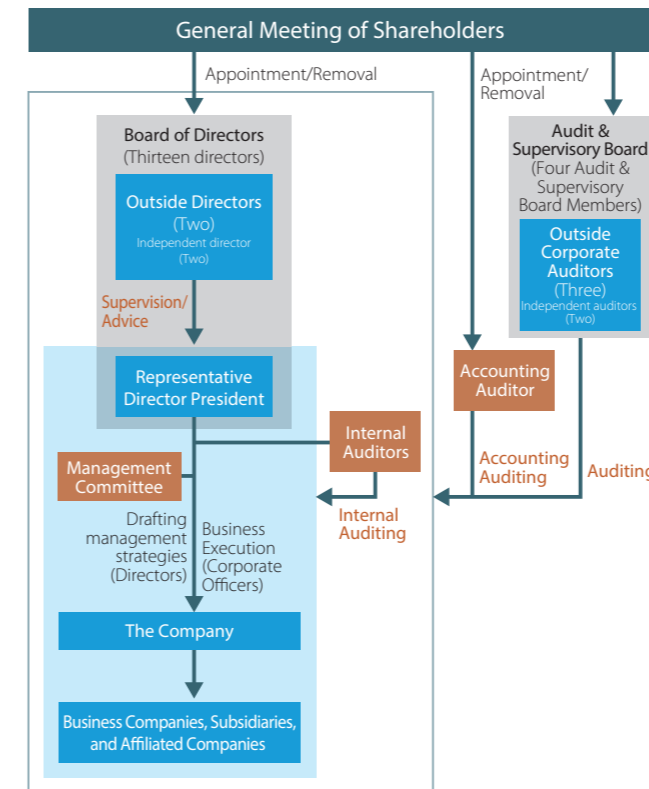 General Meeting of Shareholders
Appointment/Removal
Appointment/
Removal
Board of Directors
(Thirteen directors)
Outside Directors
(Two)
Independent director
(Two)
Supervision/
Advice
Representative
Director President
Audit &
Supervisory Board
(Four Audit &
Supervisory
Board Members)
Outside
Corporate
Auditors
(Three)
Independent auditors
(Two)
Accounting
Auditor
Internal
Auditors
Management
Committee
Accounting
Auditing
Auditing
Internal
Auditing
Drafting
management
strategies
(Directors)
Business
Execution
(Corporate
Officers)
The Company
Business Companies, Subsidiaries,
and Affiliated Companies